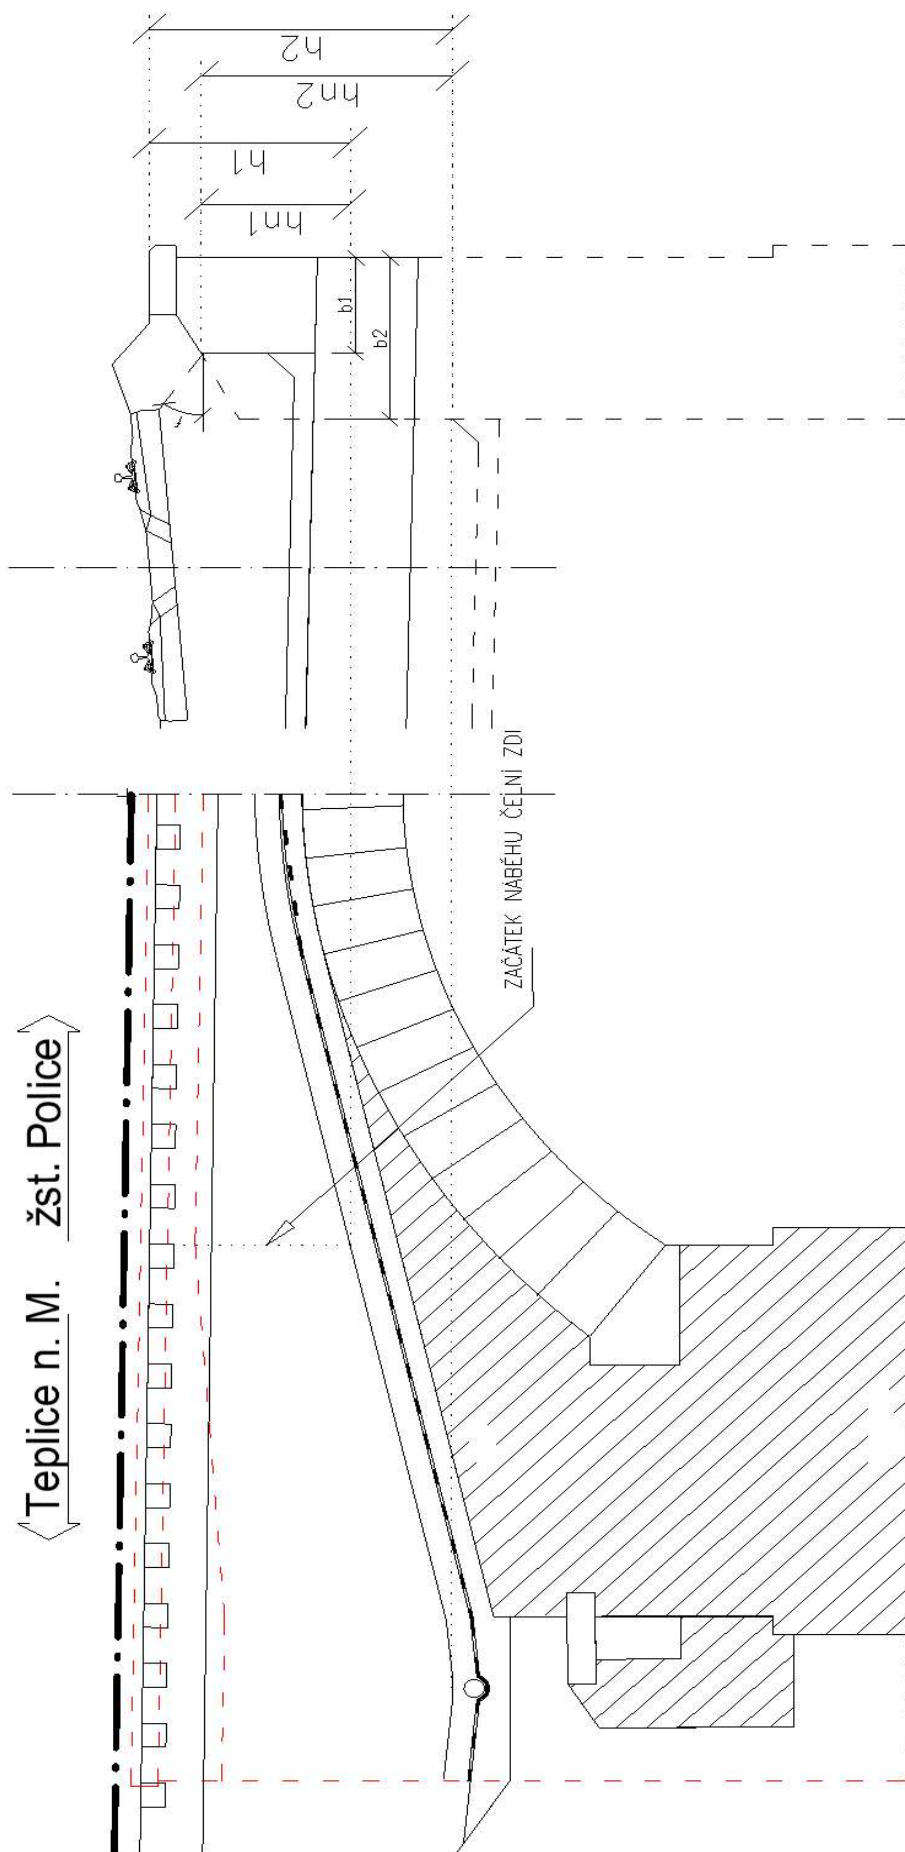 h2
hn2
h1
hn1
b1
b2
ZAČÁTEK NÁBĚHU ČELNÍ ZDI
Teplice n. M. žst. Police